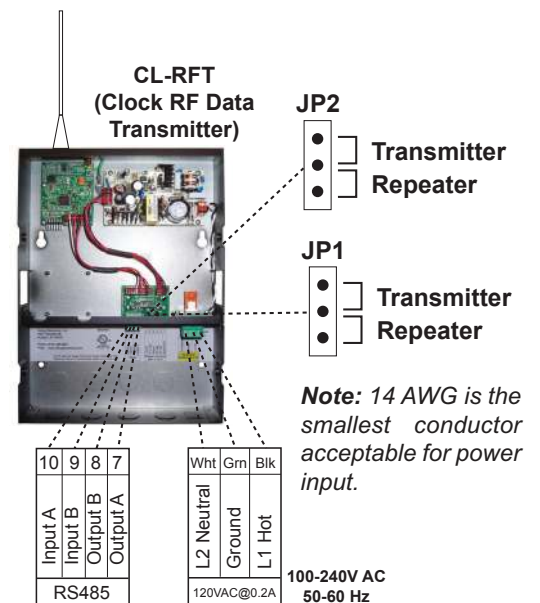 CL-RFT
(Clock RF Data
Transmitter)
JP2
Transmitter
Repeater
JP1
Transmitter
Repeater
Note: 14 AWG is the
smallest conductor
acceptable for power
input.
10 9 8 7
Input A
Input B
Output B
Output A
RS485
Wht Grn Blk
L2 Neutral
Ground
L1 Hot
120VAC@0.2A
100-240V AC
50-60 Hz